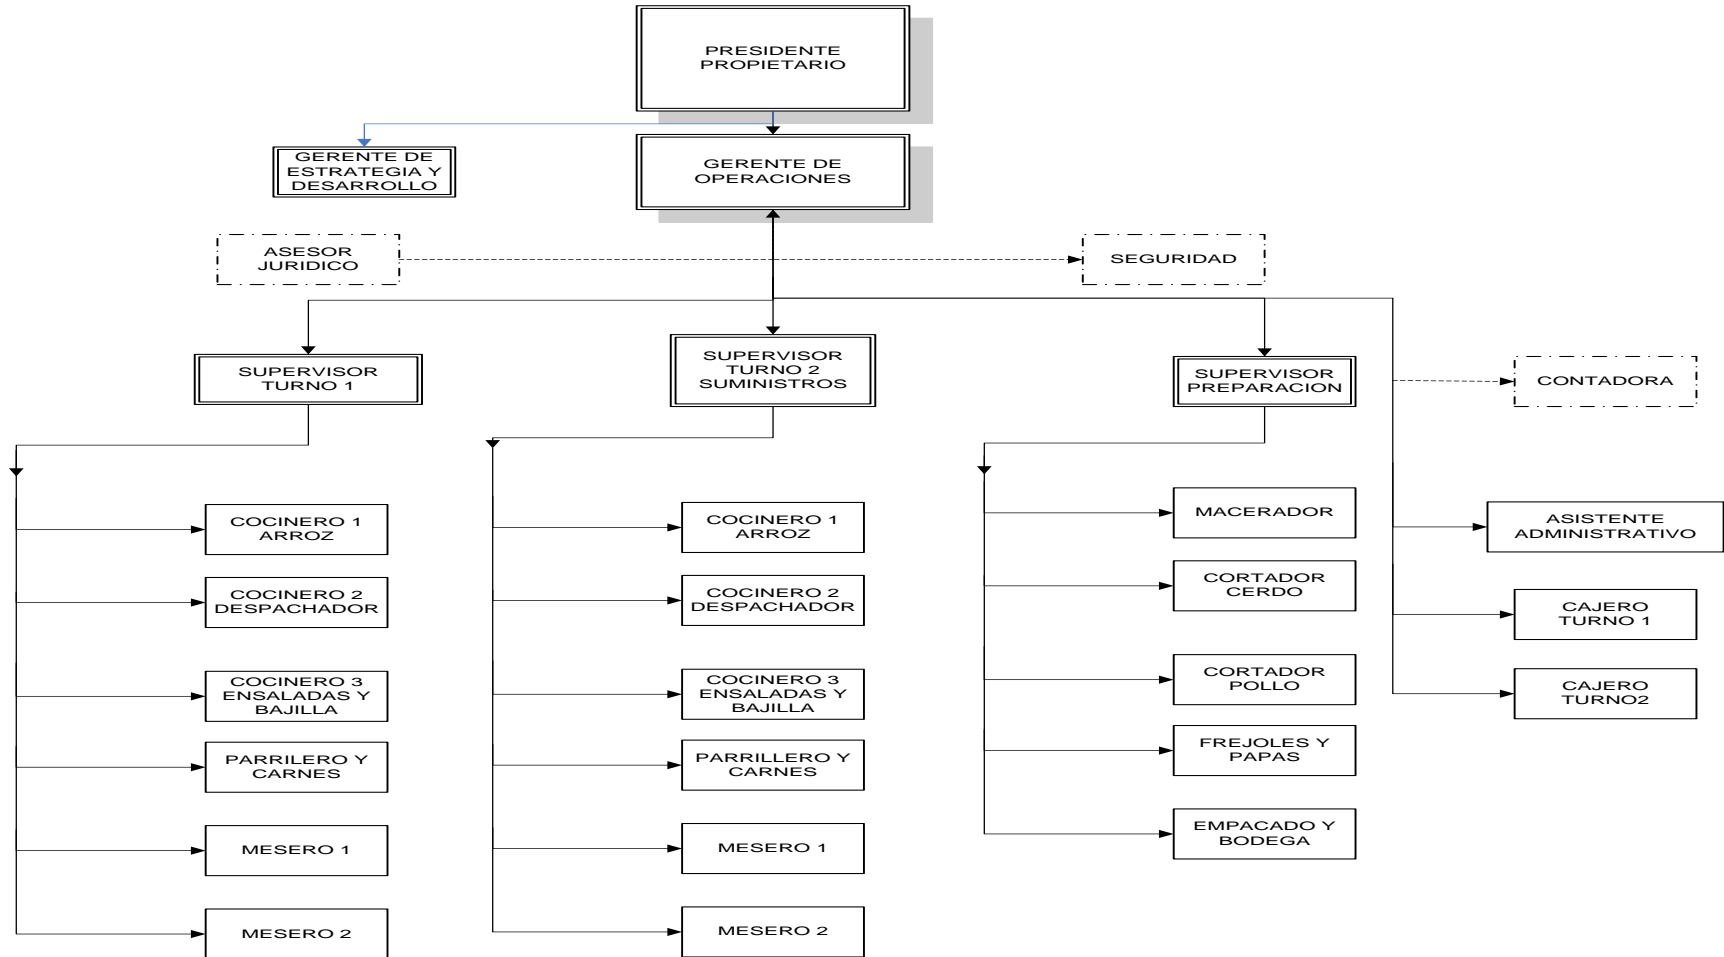 PRESIDENTE
PROPIETARIO
GERENTE DE
ESTRATEGIA Y
DESARROLLO
GERENTE DE
OPERACIONES
ASESOR
JURIDICO
SEGURIDAD
SUPERVISOR
TURNO 1
SUPERVISOR
TURNO 2
SUMINISTROS
SUPERVISOR
PREPARACION
CONTADORA
COCINERO 1
ARROZ
COCINERO 2
DESPACHADOR
COCINERO 3
ENSALADAS Y
BAJILLA
PARRILERO Y
CARNES
MESERO 1
MESERO 2
COCINERO 1
ARROZ
COCINERO 2
DESPACHADOR
COCINERO 3
ENSALADAS Y
BAJILLA
PARRILLERO Y
CARNES
MESERO 1
MESERO 2
MACERADOR
CORTADOR
CERDO
CORTADOR
POLLO
FREJOLES Y
PAPAS
EMPACADO Y
BODEGA
ASISTENTE
ADMINISTRATIVO
CAJERO
TURNO 1
CAJERO
TURNO2